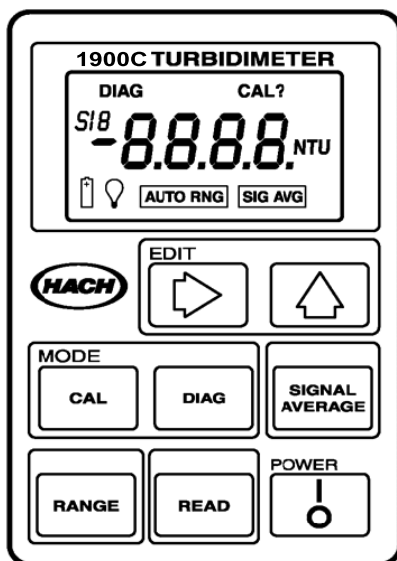 1900C TURBIDIMETER
DIAG CAL?
S18
-8.8.8.8. NTU
+
AUTO RNG SIG AVG
EDIT
HACH
MODE
CAL DIAG SIGNAL
AVERAGE
POWER
RANGE READ